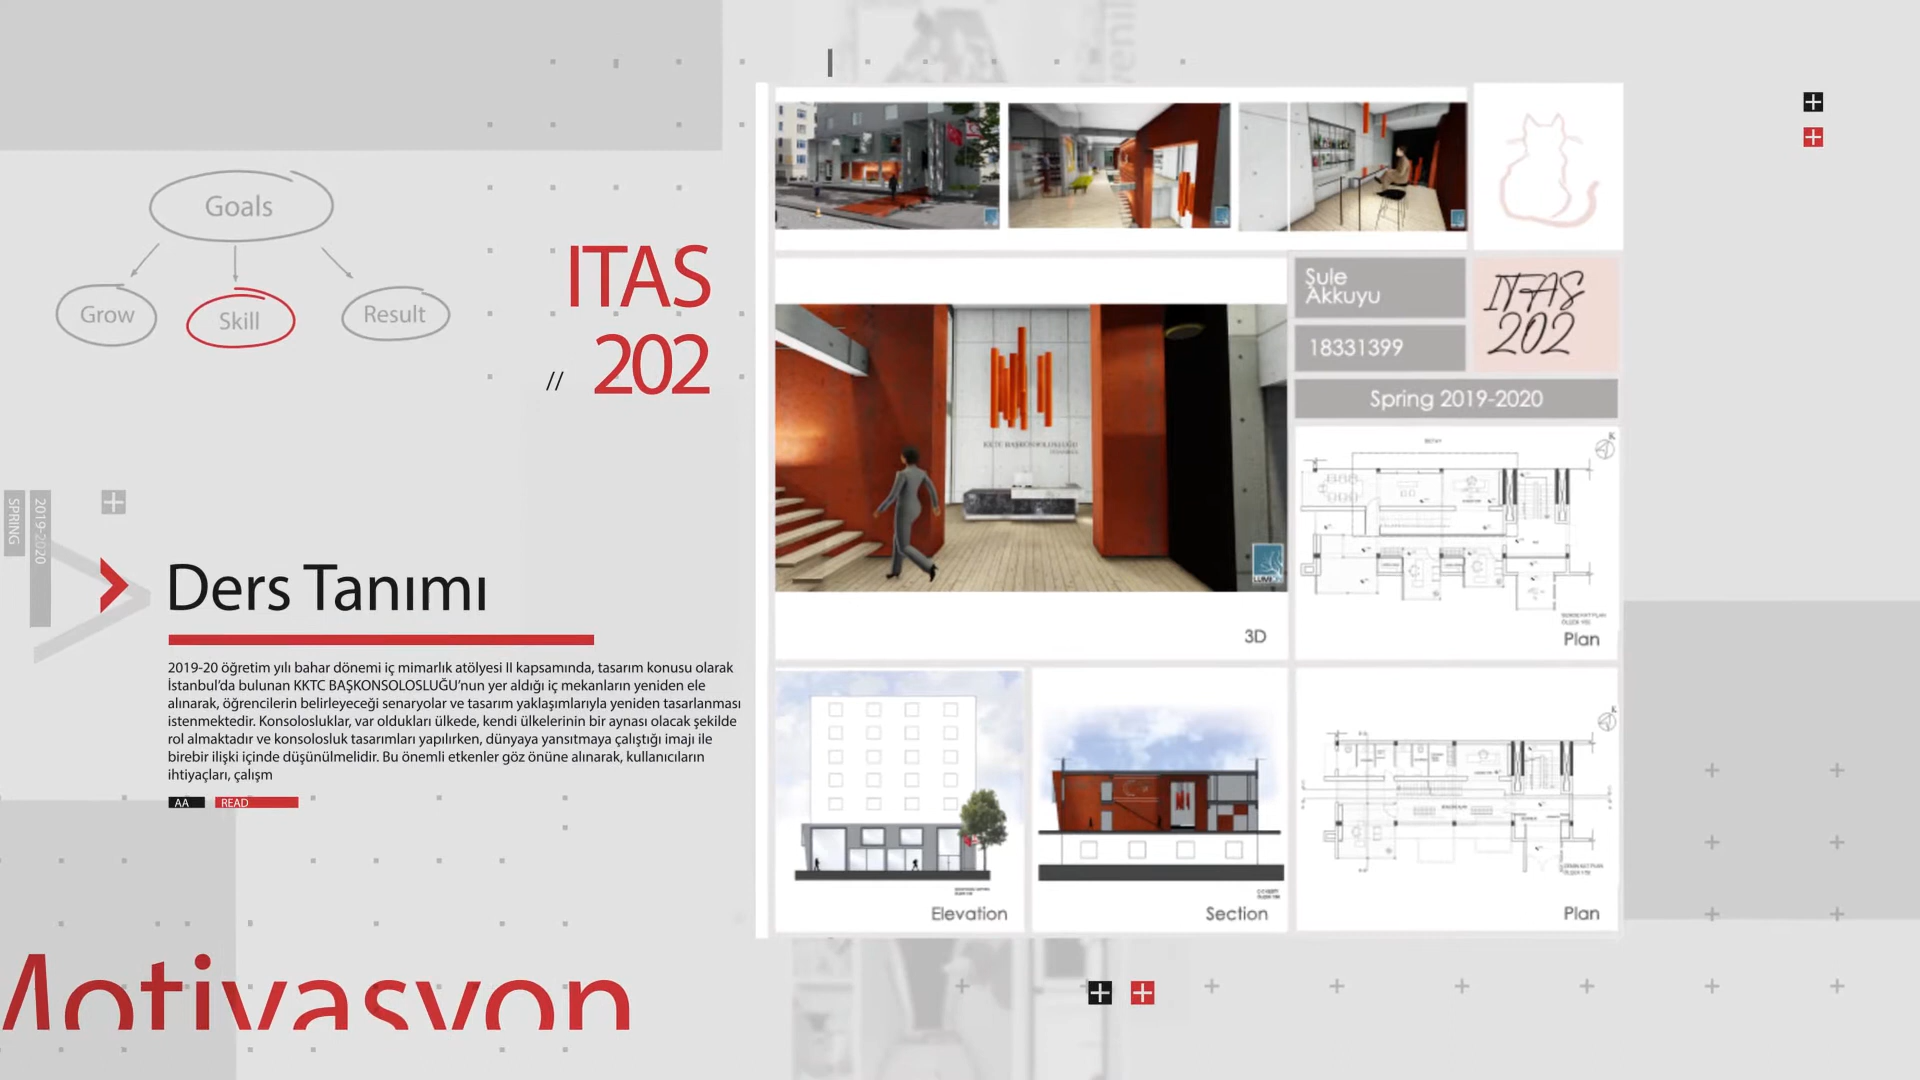 Goals
Grow
Skill
Result
ITAS
// 202
SPRING
2019-2020
Ders Tanımı
2019-20 öğretim yılı bahar dönemi iç mimarlık atölyesi II kapsamında, tasarım konusu olarak
İstanbul’da bulunan KKTC BAŞKONSOLOSLUĞU’nun yer aldığı iç mekanların yeniden ele
alınarak, öğrencilerin belirleyeceği senaryolar ve tasarım yaklaşımlarıyla yeniden tasarlanması
istenmektedir. Konsolosluklar, var oldukları ülkede, kendi ülkelerinin bir aynası olacak şekilde
rol almaktadır ve konsolosluk tasarımları yapılırken, dünyaya yansıtmaya çalıştığı imajı ile
birebir ilişki içinde düşünülmelidir. Bu önemli etkenler göz önüne alınarak, kullanıcıların
ihtiyaçları, çalışm
AA READ
Motivasyon
Şule
Akkuyu
18331399
ITAS
202
Spring 2019-2020
KKTC BAŞKONSOLOSLUĞU
LUMION
3D
Plan
Elevation
Section
Plan